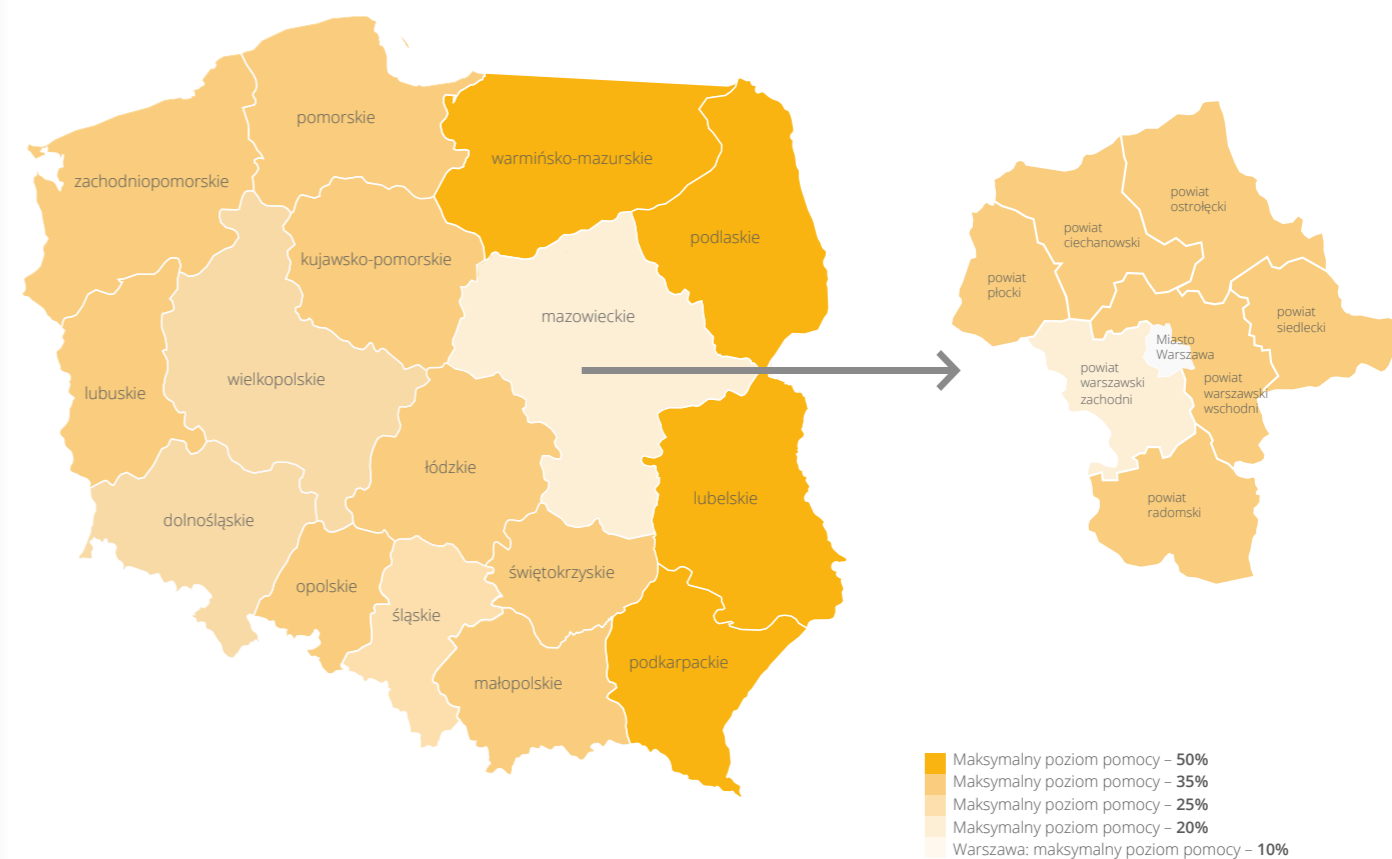 pomorskie
warmińsko-mazurskie
zachodniopomorskie
podlaskie
kujawsko-pomorskie
mazowieckie
wielkopolskie
lubuskie
łódzkie
lubelskie
dolnośląskie
świętokrzyskie
opolskie
śląskie
podkarpackie
małopolskie
powiat
ostrołęcki
powiat
ciechanowski
powiat
płocki
powiat
siedlecki
Miasto
Warszawa
powiat
warszawski
zachodni
powiat
warszawski
wschodni
powiat
radomski
Maksymalny poziom pomocy – 50%
Maksymalny poziom pomocy – 35%
Maksymalny poziom pomocy – 25%
Maksymalny poziom pomocy – 20%
Warszawa: maksymalny poziom pomocy – 10%